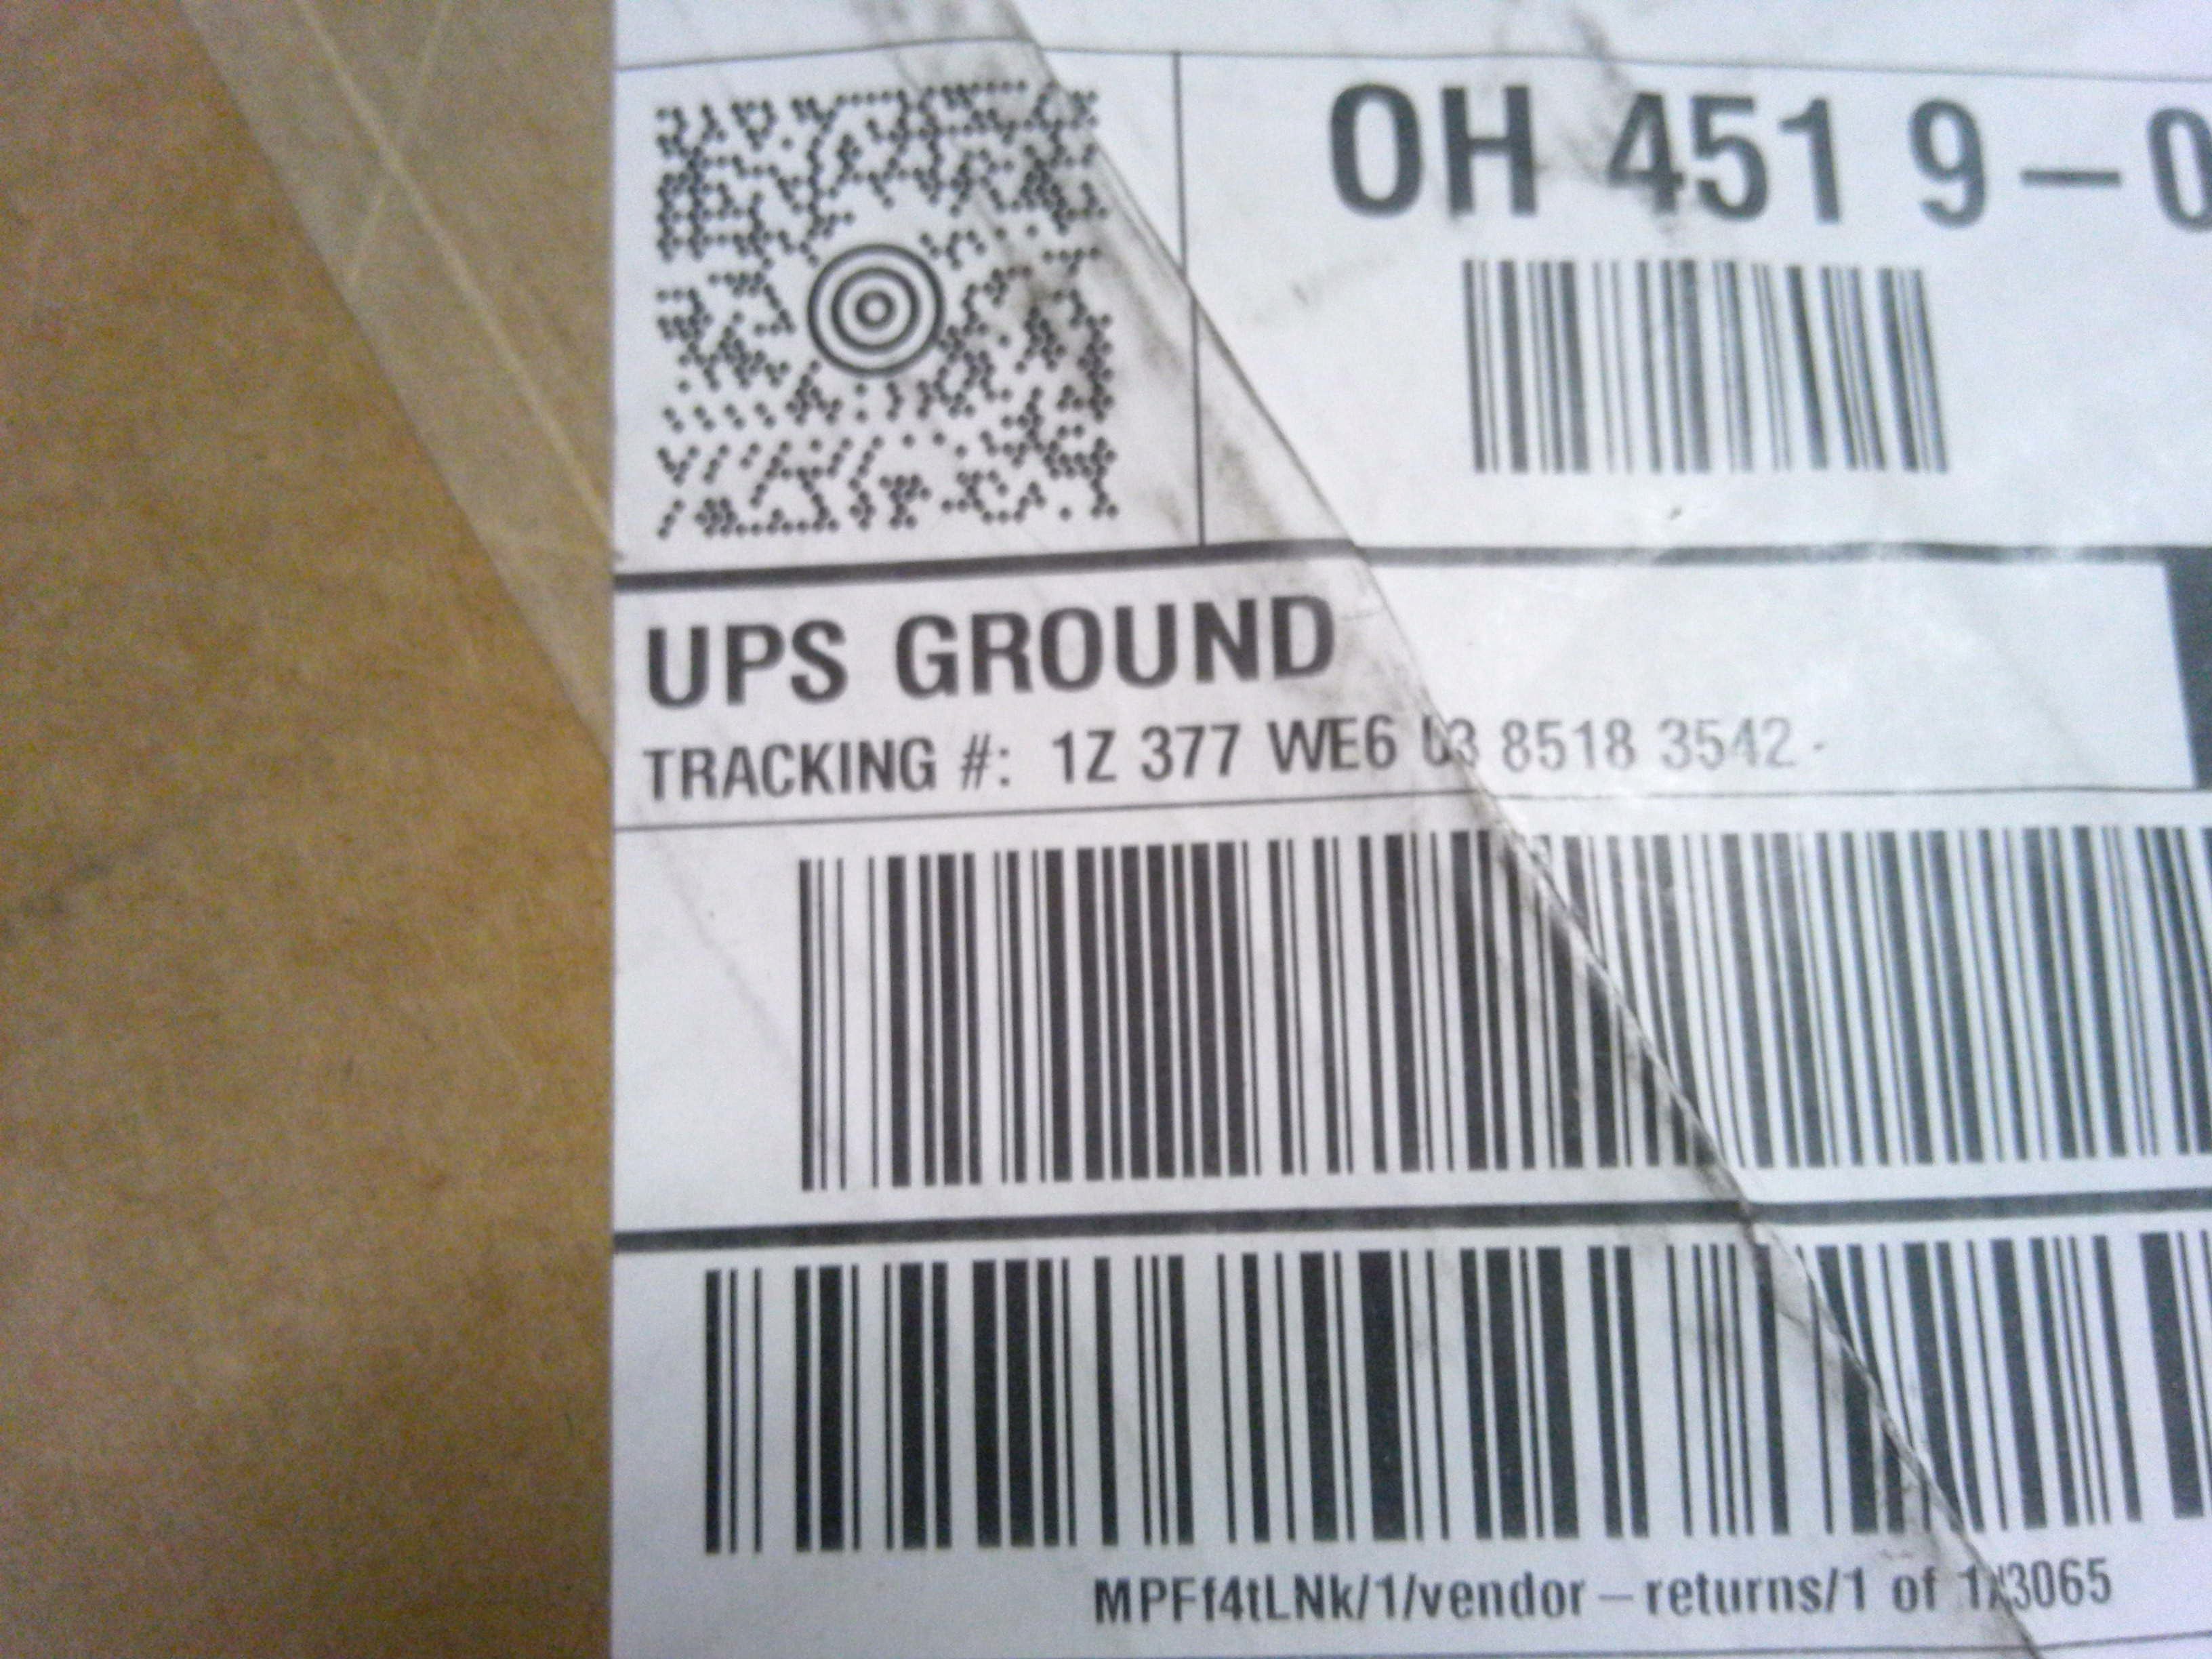 OH 451 9-0
UPS GROUND
TRACKING #: 1Z 377 WE6 03 8518 3542
MPFf4tLNk/1/vendor-returns/1 of 1/3065